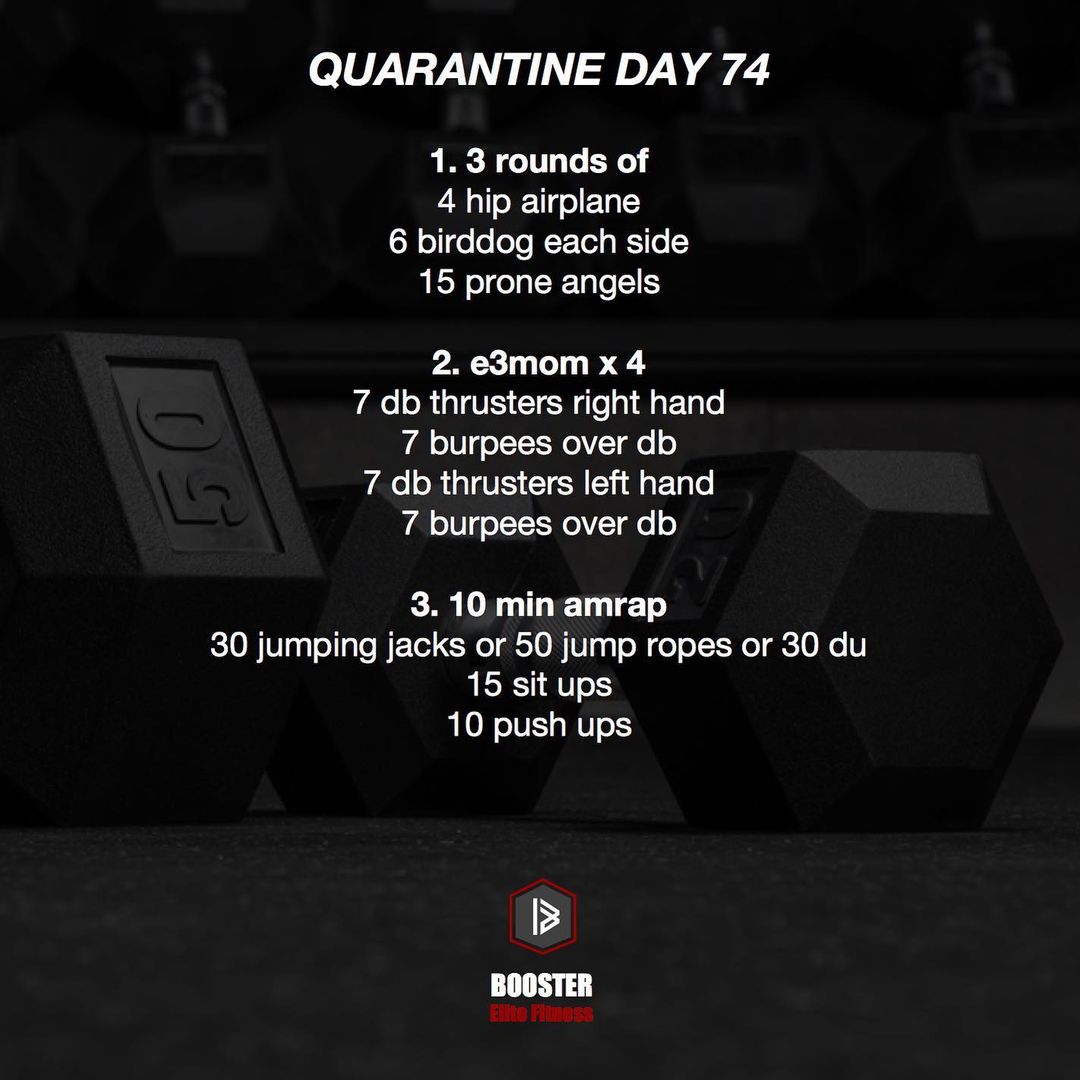 QUARANTINE DAY 74
1. 3 rounds of
4 hip airplane
6 birddog each side
15 prone angels
2. e3mom x 4
7 db thrusters right hand
7 burpees over db
7 db thrusters left hand
7 burpees over db
3. 10 min amrap
30 jumping jacks or 50 jump ropes or 30 du
15 sit ups
10 push ups
50
20
B
BOOSTER
Elite Fitness